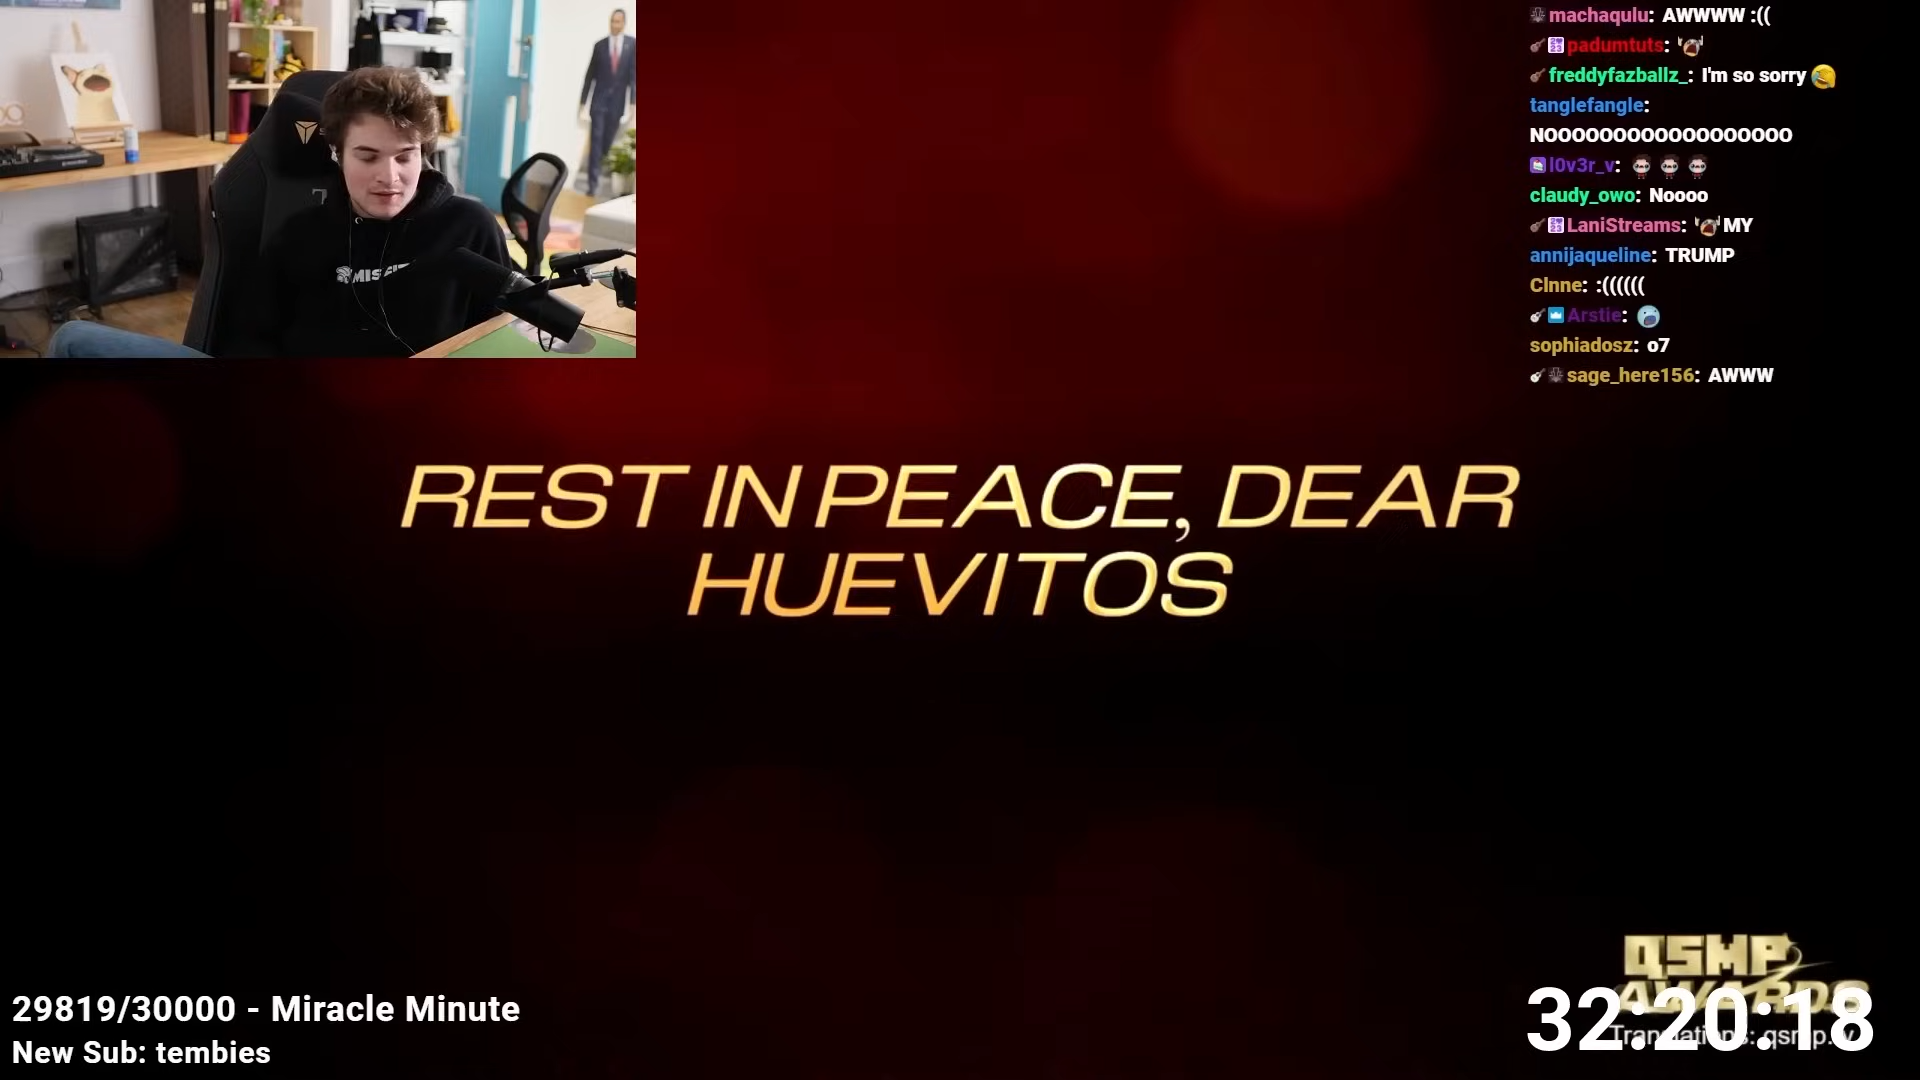 machaqulu: AWWWW :((
padumtuts:
freddyfazballz_: I'm so sorry
tanglefangle:
NOOOOOOOOOOOOOOOOOO
l0v3r_v:
claudy_owo: Noooo
LaniStreams: MY
annijaqueline: TRUMP
Clnne: :((((((
Arstie:
sophiadosz: o7
sage_here156: AWWW
REST IN PEACE, DEAR
HUEVITOS
QSMP
AWARDS
29819/30000 - Miracle Minute
32:20:18
New Sub: tembies